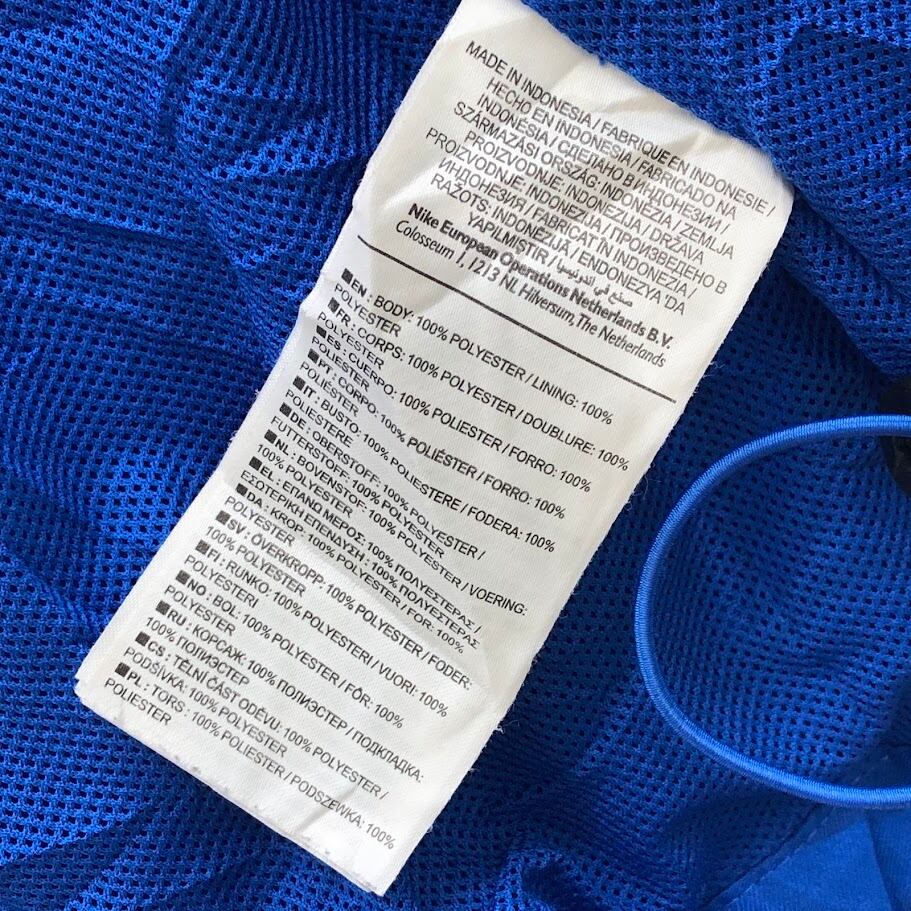 MADE IN INDONESIA / FABRIQUE EN INDONESIE /
HECHO EN INDONESIA / FABRICADO NA
INDONÉSIA / СДЕЛАНО В ИНДОНЕЗИИ /
SZÁRMAZÁSI ORSZÁG: INDONÉZIA / ZEMLJA
PROIZVODNJE: INDONEZIJA / DRŽAVA
PROIZVODNJE: INDONEZIJA / ПРОИЗВЕДЕНО В
ИНДОНЕЗИЯ / FABRICAT ÎN INDONEZIA /
RAŽOTS: INDONĒZIJĀ / ENDONEZYA 'DA
YAPILMIŞTIR / صنع في اندونيسيا
Nike European Operations Netherlands B.V.
Colosseum 1, 1213 NL Hilversum, The Netherlands
■EN : BODY: 100% POLYESTER / LINING: 100%
POLYESTER
■FR : CORPS: 100% POLYESTER / DOUBLURE: 100%
POLYESTER
■ES : CUERPO: 100% POLIESTER / FORRO: 100%
POLIESTER
■PT : CORPO: 100% POLIÉSTER / FORRO: 100%
POLIÉSTER
■IT : BUSTO: 100% POLIESTERE / FODERA: 100%
POLIESTERE
■DE : OBERSTOFF: 100% POLYESTER /
FUTTERSTOFF: 100% POLYESTER
■NL : BOVENSTOF: 100% POLYESTER / VOERING:
100% POLYESTER
■EL : ΕΠΑΝΩ ΜΕΡΟΣ: 100% ΠΟΛΥΕΣΤΕΡΑΣ /
ΕΣΩΤΕΡΙΚΗ ΕΠΕΝΔΥΣΗ : 100% ΠΟΛΥΕΣΤΕΡΑΣ
■DA : KROP: 100% POLYESTER / FOR: 100%
POLYESTER
■SV : ÖVERKROPP: 100% POLYESTER / FODER:
100% POLYESTER
■FI : RUNKO: 100% POLYESTERI / VUORI: 100%
POLYESTERI
■NO : BOL: 100% POLYESTER / FÔR: 100%
POLYESTER
■RU : КОРСАЖ: 100% ПОЛИЭСТЕР / ПОДКЛАДКА:
100% ПОЛИЭСТЕР
■CS : TĚLNÍ ČÁST ODĚVU: 100% POLYESTER /
PODŠÍVKA: 100% POLYESTER
■PL : TORS : 100% POLIESTER / PODSZEWKA: 100%
POLIESTER